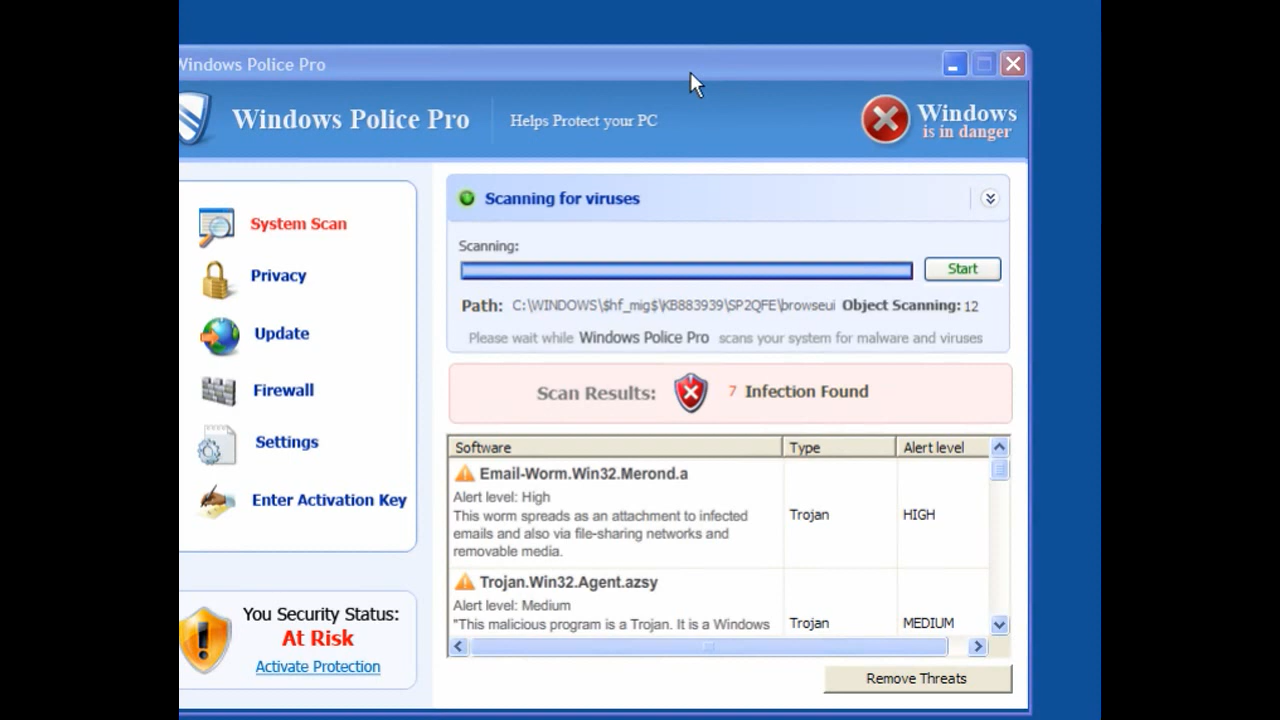 Windows Police Pro
Windows Police Pro
Helps Protect your PC
Windows
is in danger
System Scan
Privacy
Update
Firewall
Settings
Enter Activation Key
You Security Status:
At Risk
Activate Protection
Scanning for viruses
Scanning:
Start
Path: C:\WINDOWS\$hf_mig$\KB883939\SP2QFE\browseui Object Scanning: 12
Please wait while Windows Police Pro scans your system for malware and viruses
Scan Results: 7 Infection Found
Software Type Alert level
Email-Worm.Win32.Merond.a
Alert level: High
This worm spreads as an attachment to infected
emails and also via file-sharing networks and
removable media.
Trojan HIGH
Trojan.Win32.Agent.azsy
Alert level: Medium
"This malicious program is a Trojan. It is a Windows
Trojan MEDIUM
Remove Threats